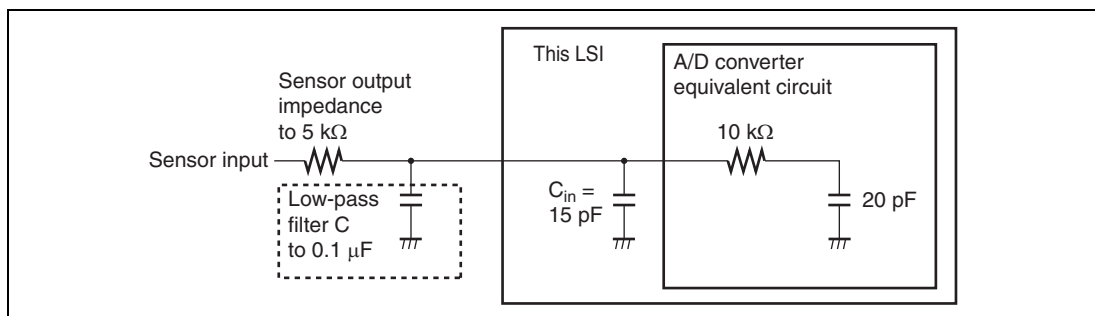 This LSI
A/D converter
equivalent circuit
Sensor output
impedance
to 5 kΩ
10 kΩ
Sensor input
Low-pass
filter C
to 0.1 μF
Cin =
15 pF
20 pF